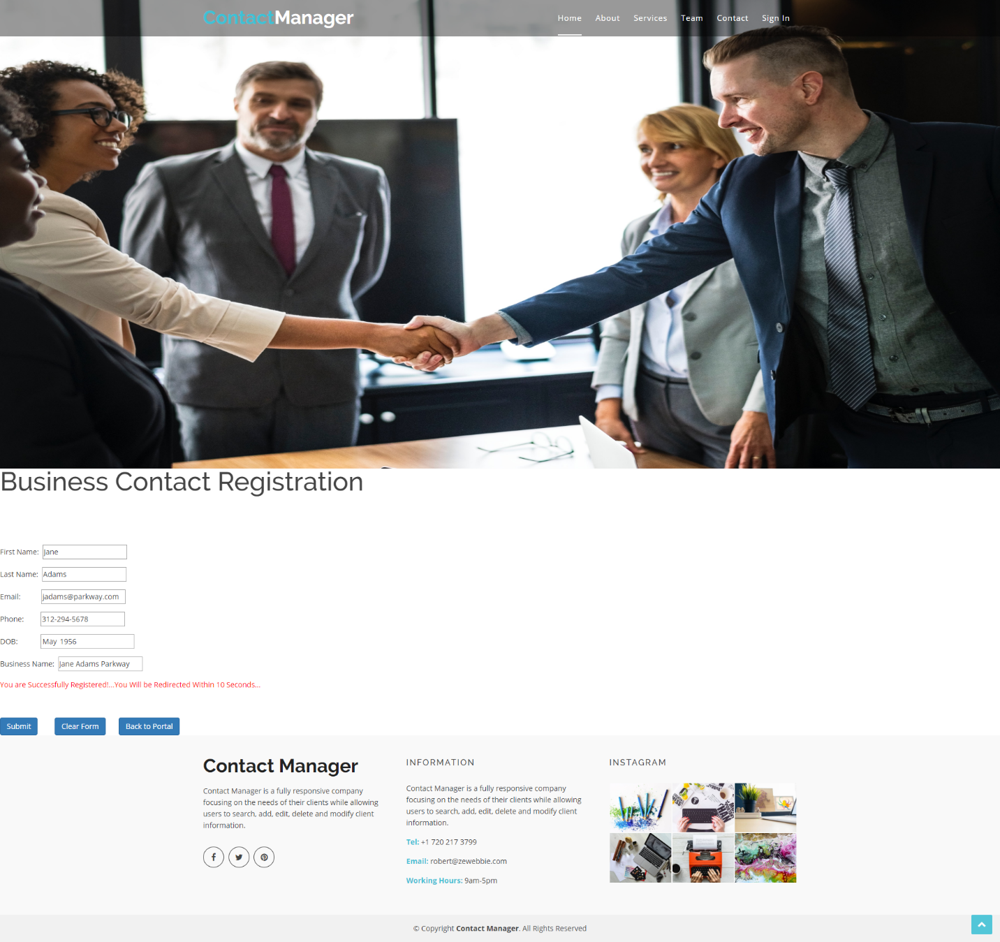 ContactManager
Home About Services Team Contact Sign In
Business Contact Registration
First Name: Jane
Last Name: Adams
Email: jadams@parkway.com
Phone: 312-294-5678
DOB: May 1956
Business Name: Jane Adams Parkway
You are Successfully Registered!...You Will be Redirected Within 10 Seconds...
Submit Clear Form Back to Portal
Contact Manager
Contact Manager is a fully responsive company
focusing on the needs of their clients while allowing
users to search, add, edit, delete and modify client
information.
INFORMATION
Contact Manager is a fully responsive company
focusing on the needs of their clients while allowing
users to search, add, edit, delete and modify client
information.
Tel: +1 720 217 3799
Email: robert@zewebbie.com
Working Hours: 9am-5pm
INSTAGRAM
© Copyright Contact Manager. All Rights Reserved